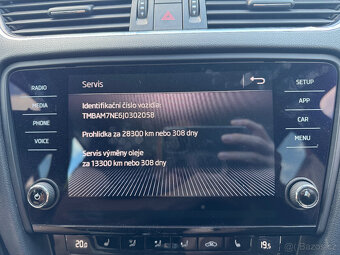 Servis
RADIO
MEDIA
PHONE
VOICE
SETUP
APP
CAR
MENU
Identifikační číslo vozidla:
TMBAM7NE6J0302058
Prohlídka za 28300 km nebo 308 dny
Servis výměny oleje
za 13300 km nebo 308 dny
20.0
19.5